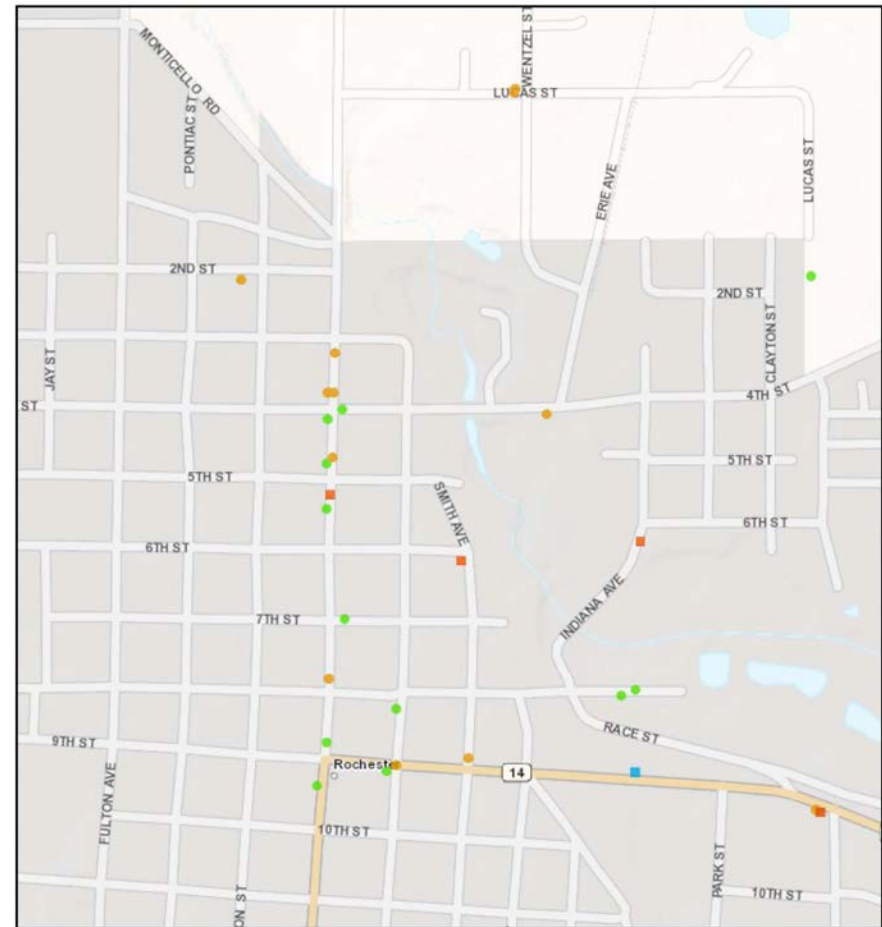 WENTZEL ST
MONTICELLO RD
LUCAS ST
PONTIAC ST
LUCAS ST
ERIE AVE
2ND ST
2ND ST
CLAYTON ST
JAY ST
4TH ST
ST
5TH ST
5TH ST
SMITH AVE
6TH ST
6TH ST
INDIANA AVE
7TH ST
RACE ST
9TH ST
Rochester
14
FULTON AVE
10TH ST
PARK ST
10TH ST
ON ST